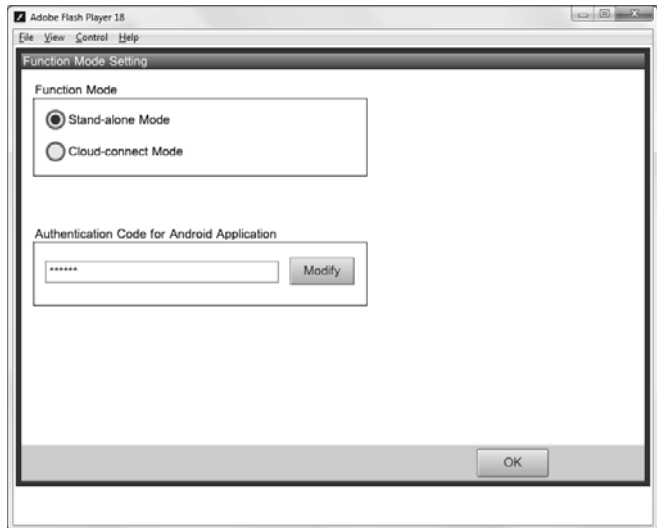 Adobe Flash Player 18
File View Control Help
Function Mode Setting
Function Mode
Stand-alone Mode
Cloud-connect Mode
Authentication Code for Android Application
****** Modify
OK